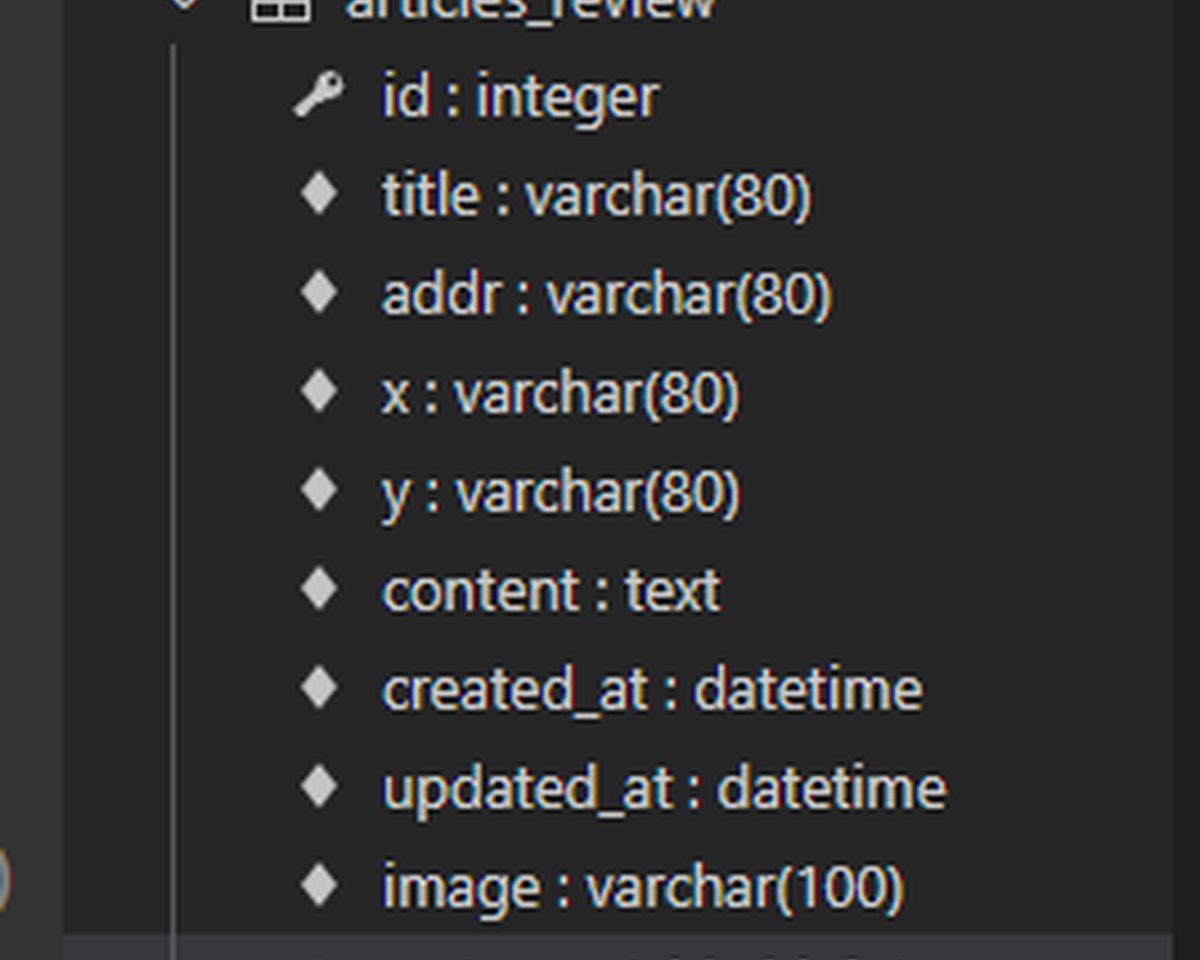 articles_review
id : integer
title : varchar(80)
addr : varchar(80)
x : varchar(80)
y : varchar(80)
content : text
created_at : datetime
updated_at : datetime
image : varchar(100)